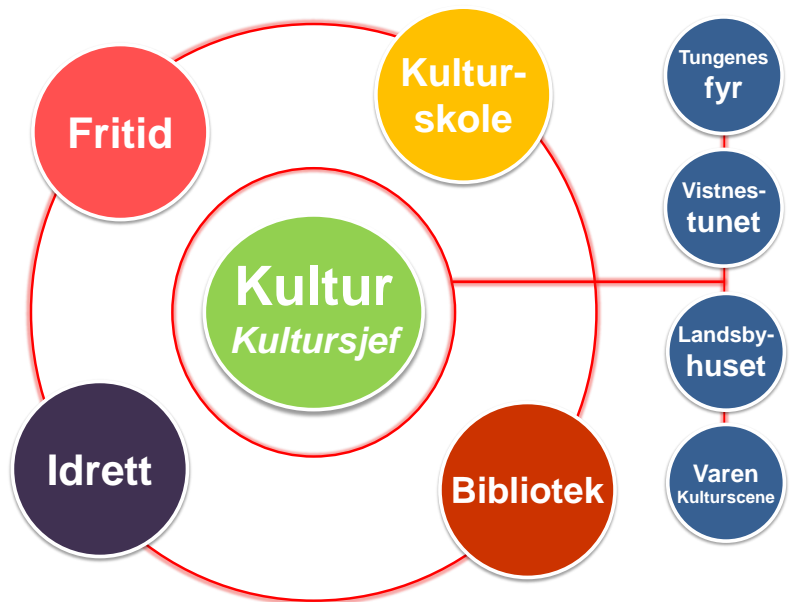 Fritid
Kultur-
skole
Kultur
Kultursjef
Idrett
Bibliotek
Tungenes
fyr
Vistnes-
tunet
Landsby-
huset
Varen
Kulturscene